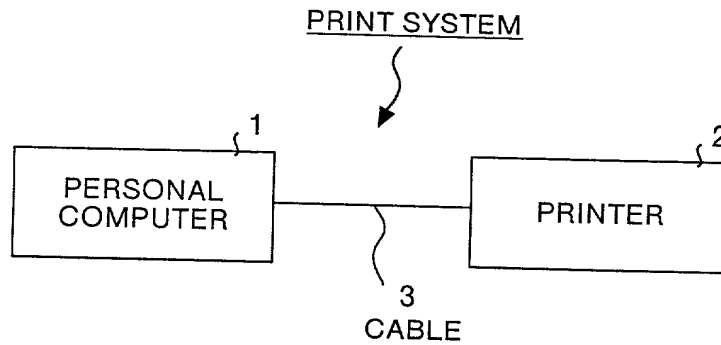 PRINT SYSTEM
1
PERSONAL
COMPUTER
2
PRINTER
3
CABLE